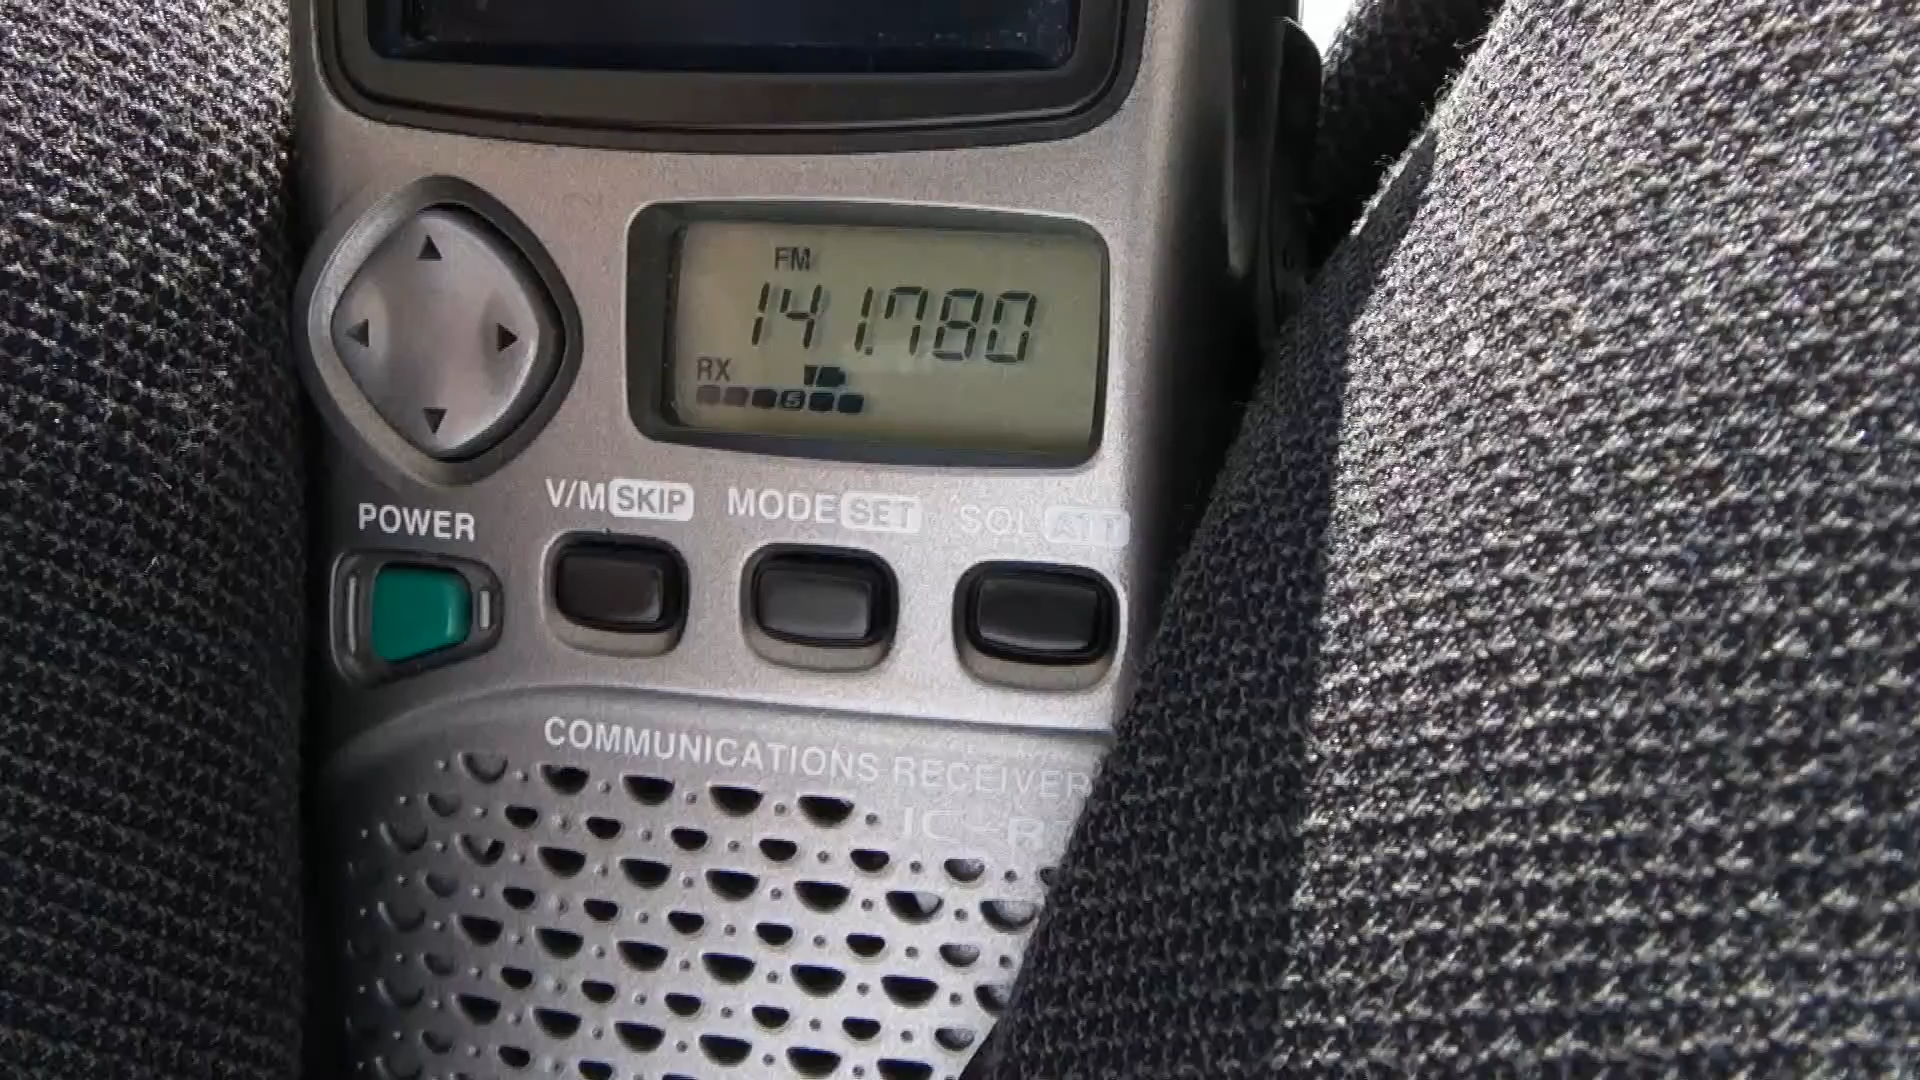 FM
141.780
RX
5
V/M SKIP MODE SET SQL ATT
POWER
COMMUNICATIONS RECEIVER